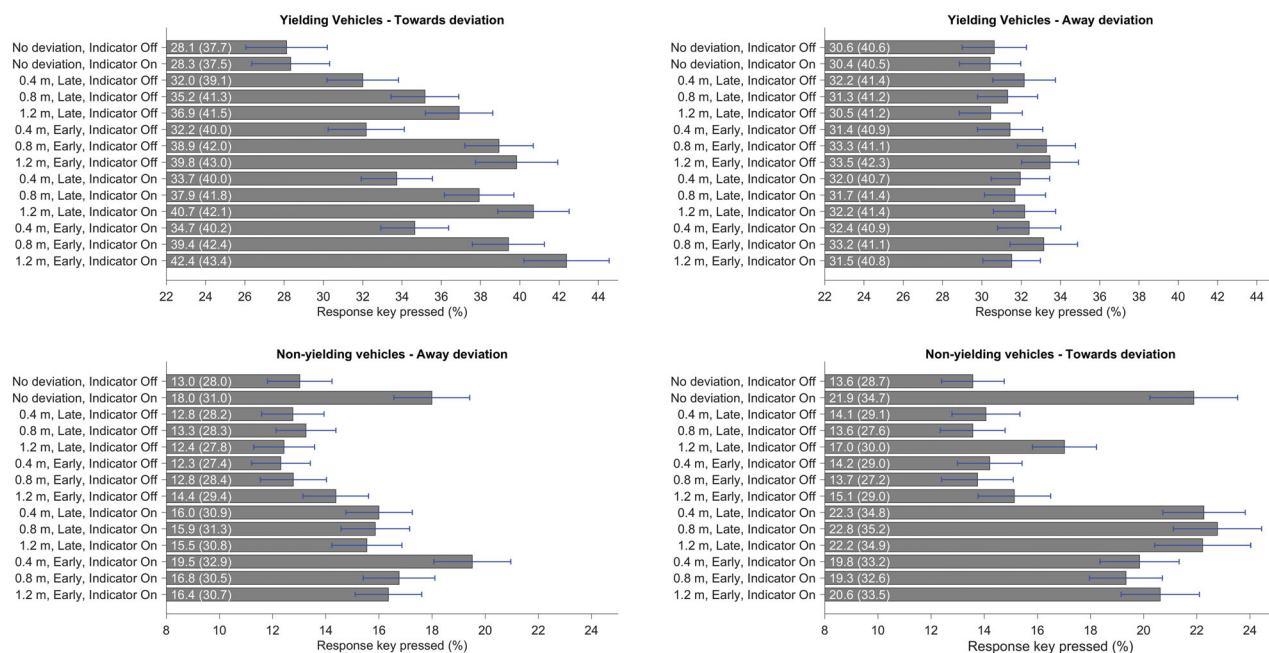 Yielding Vehicles - Towards deviation
No deviation, Indicator Off 28.1 (37.7)
No deviation, Indicator On 28.3 (37.5)
0.4 m, Late, Indicator Off 32.0 (39.1)
0.8 m, Late, Indicator Off 35.2 (41.3)
1.2 m, Late, Indicator Off 36.9 (41.5)
0.4 m, Early, Indicator Off 32.2 (40.0)
0.8 m, Early, Indicator Off 38.9 (42.0)
1.2 m, Early, Indicator Off 39.8 (43.0)
0.4 m, Late, Indicator On 33.7 (40.0)
0.8 m, Late, Indicator On 37.9 (41.8)
1.2 m, Late, Indicator On 40.7 (42.1)
0.4 m, Early, Indicator On 34.7 (40.2)
0.8 m, Early, Indicator On 39.4 (42.4)
1.2 m, Early, Indicator On 42.4 (43.4)
22 24 26 28 30 32 34 36 38 40 42 44
Response key pressed (%)
Yielding Vehicles - Away deviation
No deviation, Indicator Off 30.6 (40.6)
No deviation, Indicator On 30.4 (40.5)
0.4 m, Late, Indicator Off 32.2 (41.4)
0.8 m, Late, Indicator Off 31.3 (41.2)
1.2 m, Late, Indicator Off 30.5 (41.2)
0.4 m, Early, Indicator Off 31.4 (40.9)
0.8 m, Early, Indicator Off 33.3 (41.1)
1.2 m, Early, Indicator Off 33.5 (42.3)
0.4 m, Late, Indicator On 32.0 (40.7)
0.8 m, Late, Indicator On 31.7 (41.4)
1.2 m, Late, Indicator On 32.2 (41.4)
0.4 m, Early, Indicator On 32.4 (40.9)
0.8 m, Early, Indicator On 33.2 (41.1)
1.2 m, Early, Indicator On 31.5 (40.8)
22 24 26 28 30 32 34 36 38 40 42 44
Response key pressed (%)
Non-yielding vehicles - Away deviation
No deviation, Indicator Off 13.0 (28.0)
No deviation, Indicator On 18.0 (31.0)
0.4 m, Late, Indicator Off 12.8 (28.2)
0.8 m, Late, Indicator Off 13.3 (28.3)
1.2 m, Late, Indicator Off 12.4 (27.8)
0.4 m, Early, Indicator Off 12.3 (27.4)
0.8 m, Early, Indicator Off 12.8 (28.4)
1.2 m, Early, Indicator Off 14.4 (29.4)
0.4 m, Late, Indicator On 16.0 (30.9)
0.8 m, Late, Indicator On 15.9 (31.3)
1.2 m, Late, Indicator On 15.5 (30.8)
0.4 m, Early, Indicator On 19.5 (32.9)
0.8 m, Early, Indicator On 16.8 (30.5)
1.2 m, Early, Indicator On 16.4 (30.7)
8 10 12 14 16 18 20 22 24
Response key pressed (%)
Non-yielding vehicles - Towards deviation
No deviation, Indicator Off 13.6 (28.7)
No deviation, Indicator On 21.9 (34.7)
0.4 m, Late, Indicator Off 14.1 (29.1)
0.8 m, Late, Indicator Off 13.6 (27.6)
1.2 m, Late, Indicator Off 17.0 (30.0)
0.4 m, Early, Indicator Off 14.2 (29.0)
0.8 m, Early, Indicator Off 13.7 (27.2)
1.2 m, Early, Indicator Off 15.1 (29.0)
0.4 m, Late, Indicator On 22.3 (34.8)
0.8 m, Late, Indicator On 22.8 (35.2)
1.2 m, Late, Indicator On 22.2 (34.9)
0.4 m, Early, Indicator On 19.8 (33.2)
0.8 m, Early, Indicator On 19.3 (32.6)
1.2 m, Early, Indicator On 20.6 (33.5)
8 10 12 14 16 18 20 22 24
Response key pressed (%)